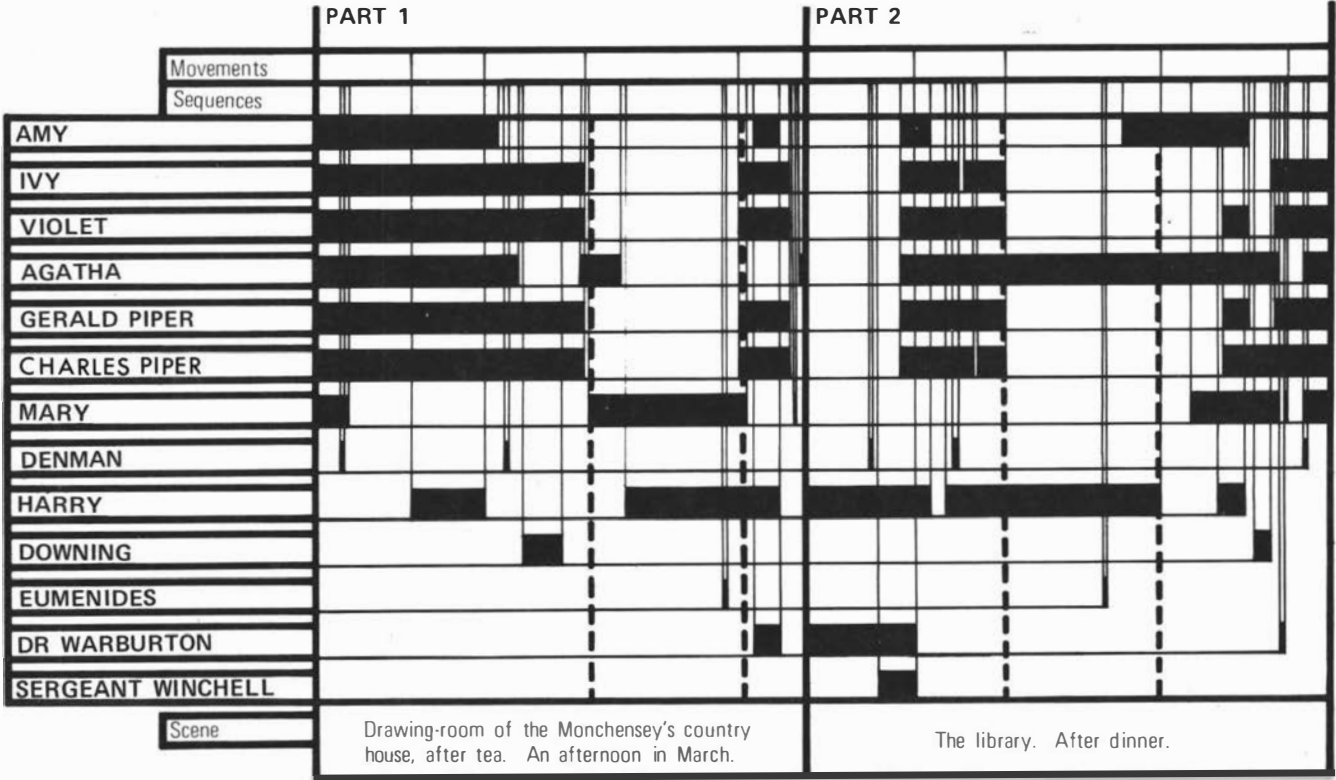 PART 1
PART 2
Movements
Sequences
AMY
IVY
VIOLET
AGATHA
GERALD PIPER
CHARLES PIPER
MARY
DENMAN
HARRY
DOWNING
EUMENIDES
DR WARBURTON
SERGEANT WINCHELL
Scene
Drawing-room of the Monchensey's country
house, after tea. An afternoon in March.
The library. After dinner.